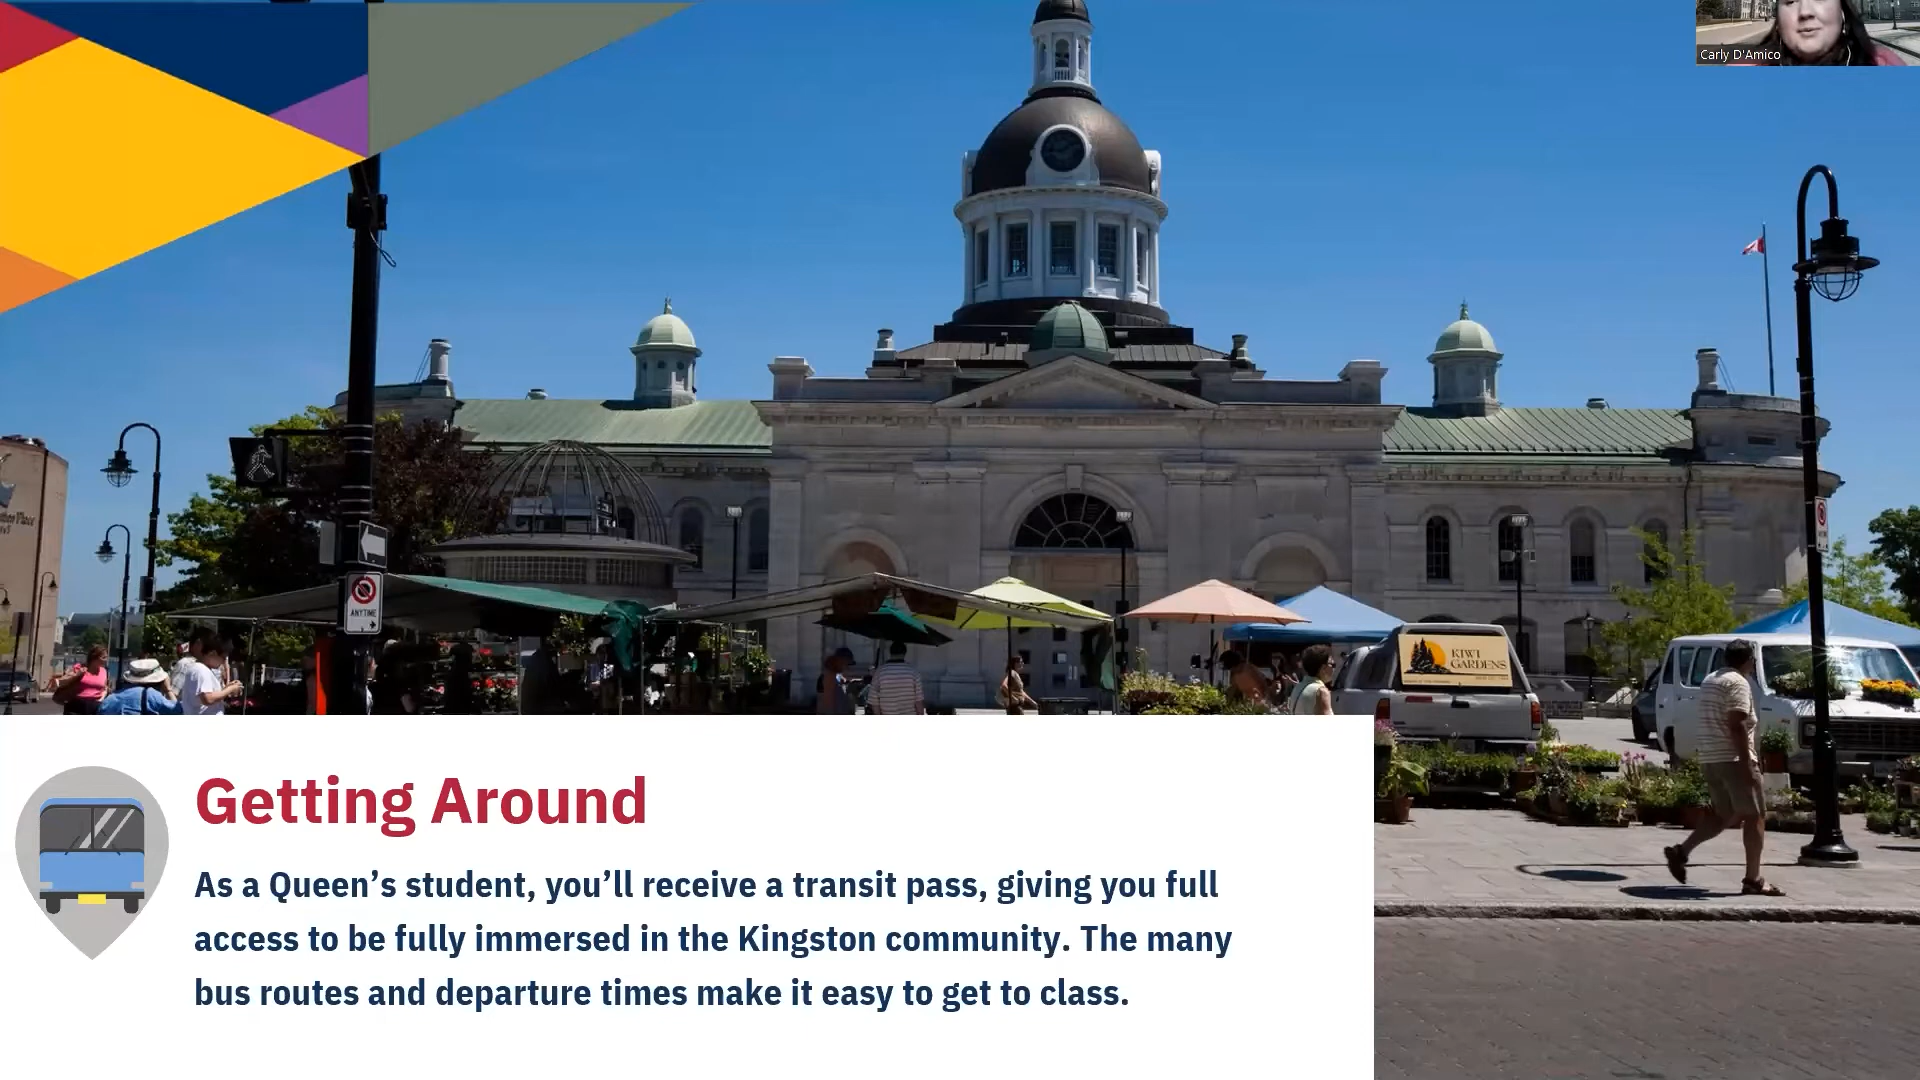 Carly D'Amico
ANYTIME
KIWI
GARDENS
Getting Around
As a Queen’s student, you’ll receive a transit pass, giving you full
access to be fully immersed in the Kingston community. The many
bus routes and departure times make it easy to get to class.